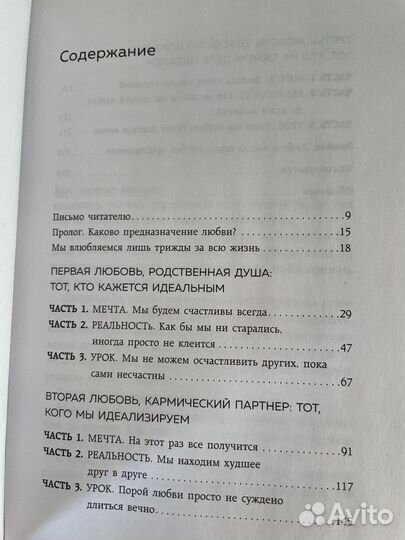 Содержание
Письмо читателю 9
Пролог. Каково предназначение любви? 15
Мы влюбляемся лишь трижды за всю жизнь 18
ПЕРВАЯ ЛЮБОВЬ, РОДСТВЕННАЯ ДУША:
ТОТ, КТО КАЖЕТСЯ ИДЕАЛЬНЫМ
ЧАСТЬ 1. МЕЧТА. Мы будем счастливы всегда 29
ЧАСТЬ 2. РЕАЛЬНОСТЬ. Как бы мы ни старались,
иногда просто не клеится 47
ЧАСТЬ 3. УРОК. Мы не можем осчастливить других, пока
сами несчастны 67
ВТОРАЯ ЛЮБОВЬ, КАРМИЧЕСКИЙ ПАРТНЕР: ТОТ,
КОГО МЫ ИДЕАЛИЗИРУЕМ
ЧАСТЬ 1. МЕЧТА. На этот раз все получится 91
ЧАСТЬ 2. РЕАЛЬНОСТЬ. Мы находим худшее
друг в друге 117
ЧАСТЬ 3. УРОК. Порой любви просто не суждено
длиться вечно
Avito